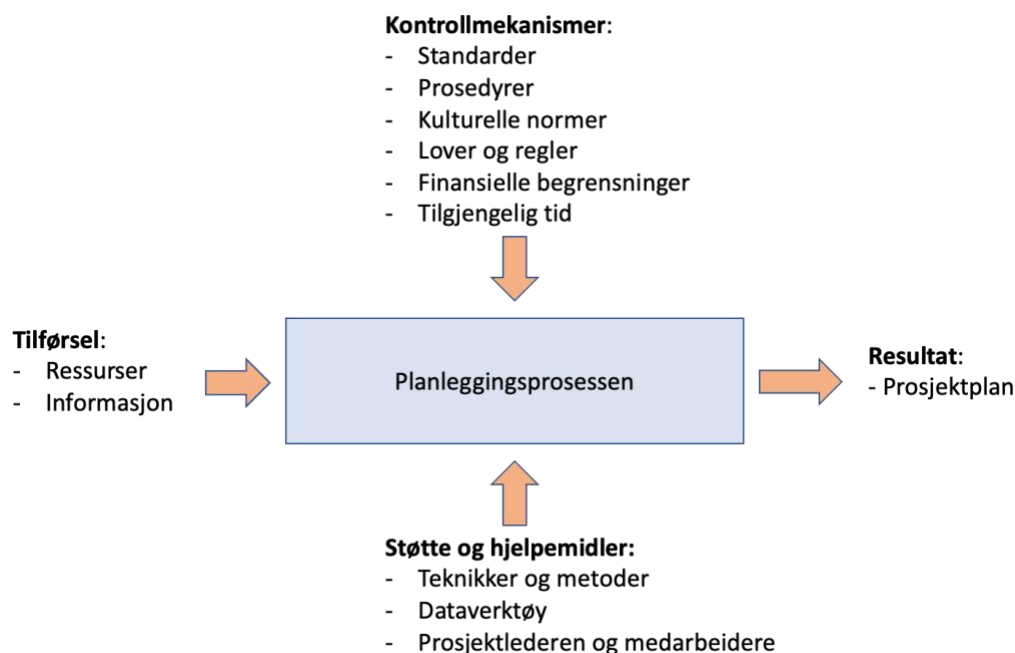 Kontrollmekanismer:
- Standarder
- Prosedyrer
- Kulturelle normer
- Lover og regler
- Finansielle begrensninger
- Tilgjengelig tid
Tilførsel:
- Ressurser
- Informasjon
Planleggingsprosessen
Resultat:
- Prosjektplan
Støtte og hjelpemidler:
- Teknikker og metoder
- Dataverktøy
- Prosjektlederen og medarbeidere